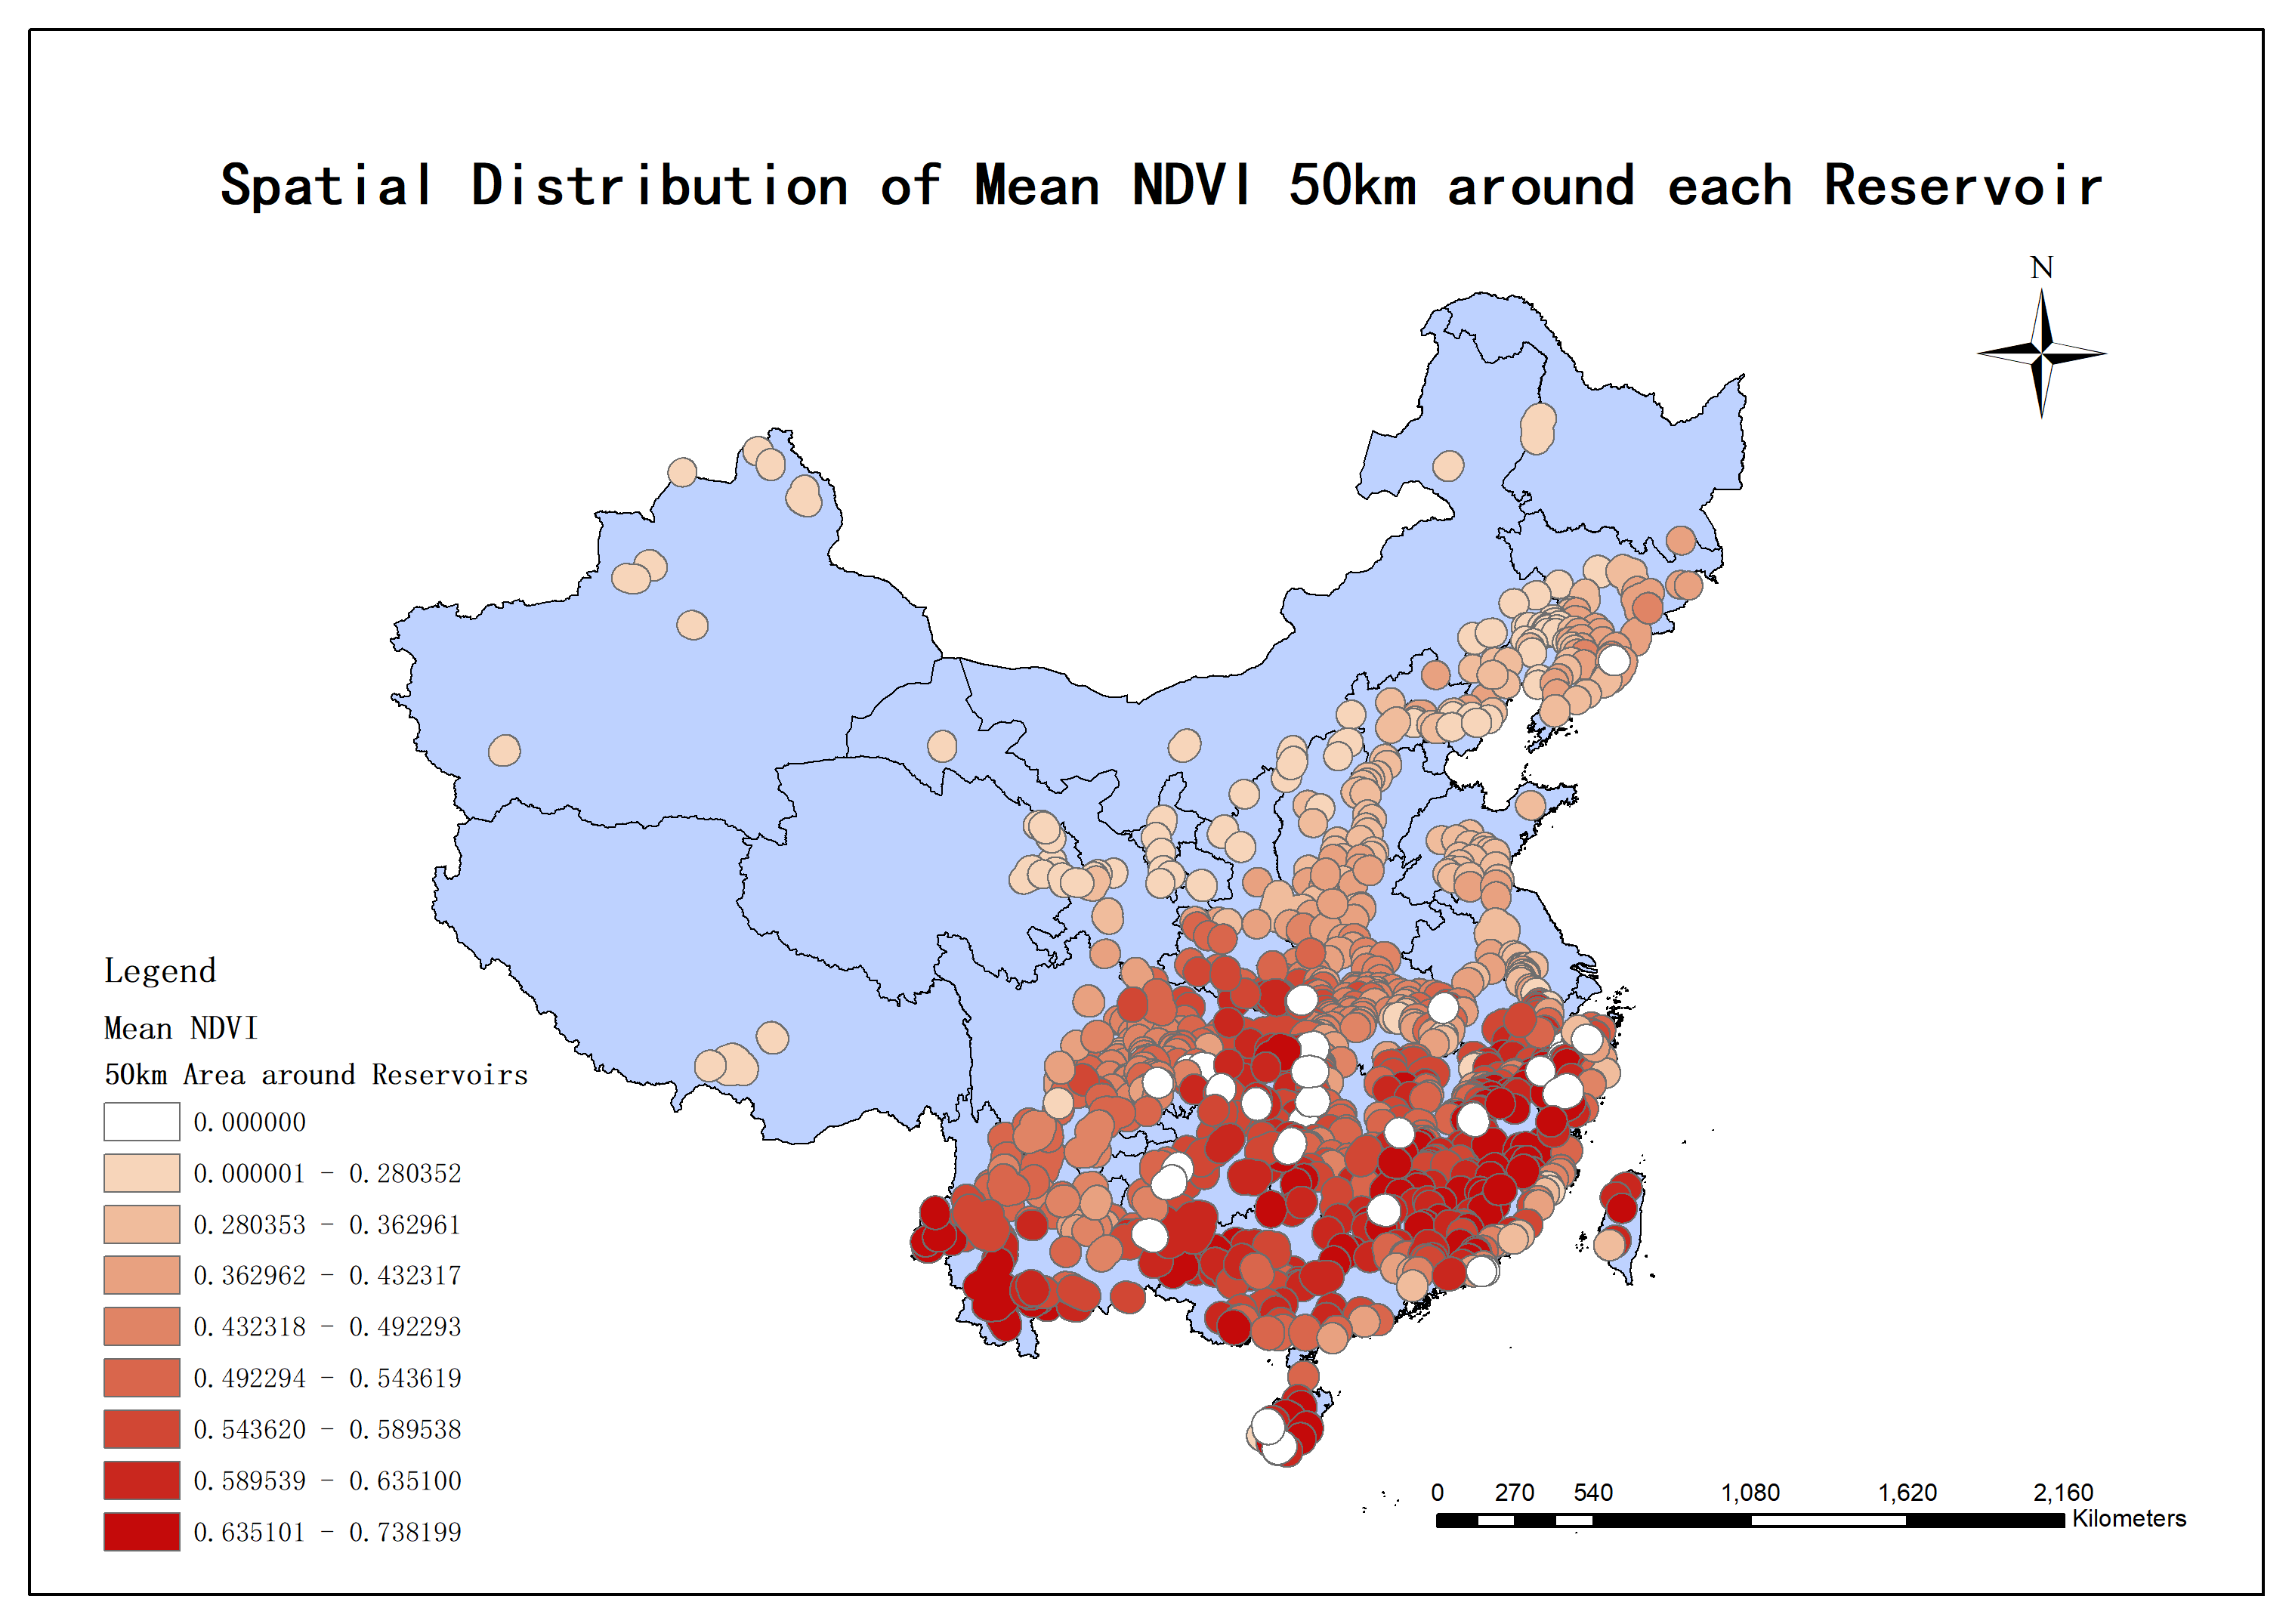 Spatial Distribution of Mean NDVI 50km around each Reservoir
N
Legend
Mean NDVI
50km Area around Reservoirs
0.000000
0.000001 - 0.280352
0.280353 - 0.362961
0.362962 - 0.432317
0.432318 - 0.492293
0.492294 - 0.543619
0.543620 - 0.589538
0.589539 - 0.635100
0.635101 - 0.738199
0 270 540 1,080 1,620 2,160
Kilometers